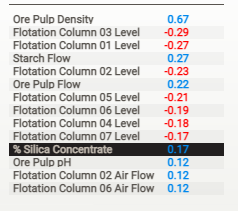 Ore Pulp Density 0.67
Flotation Column 03 Level -0.29
Flotation Column 01 Level -0.27
Starch Flow 0.27
Flotation Column 02 Level -0.23
Ore Pulp Flow 0.22
Flotation Column 05 Level -0.21
Flotation Column 06 Level -0.19
Flotation Column 04 Level -0.18
Flotation Column 07 Level -0.17
% Silica Concentrate 0.17
Ore Pulp pH 0.12
Flotation Column 02 Air Flow 0.12
Flotation Column 06 Air Flow 0.12